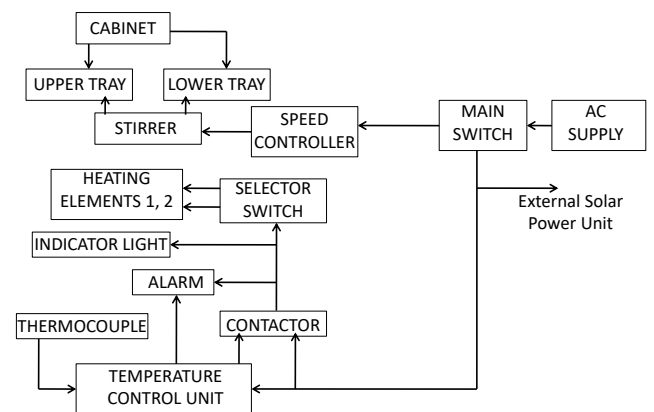 CABINET
UPPER TRAY
LOWER TRAY
STIRRER
SPEED
CONTROLLER
MAIN
SWITCH
AC
SUPPLY
HEATING
ELEMENTS 1, 2
SELECTOR
SWITCH
External Solar
Power Unit
INDICATOR LIGHT
ALARM
THERMOCOUPLE
CONTACTOR
TEMPERATURE
CONTROL UNIT